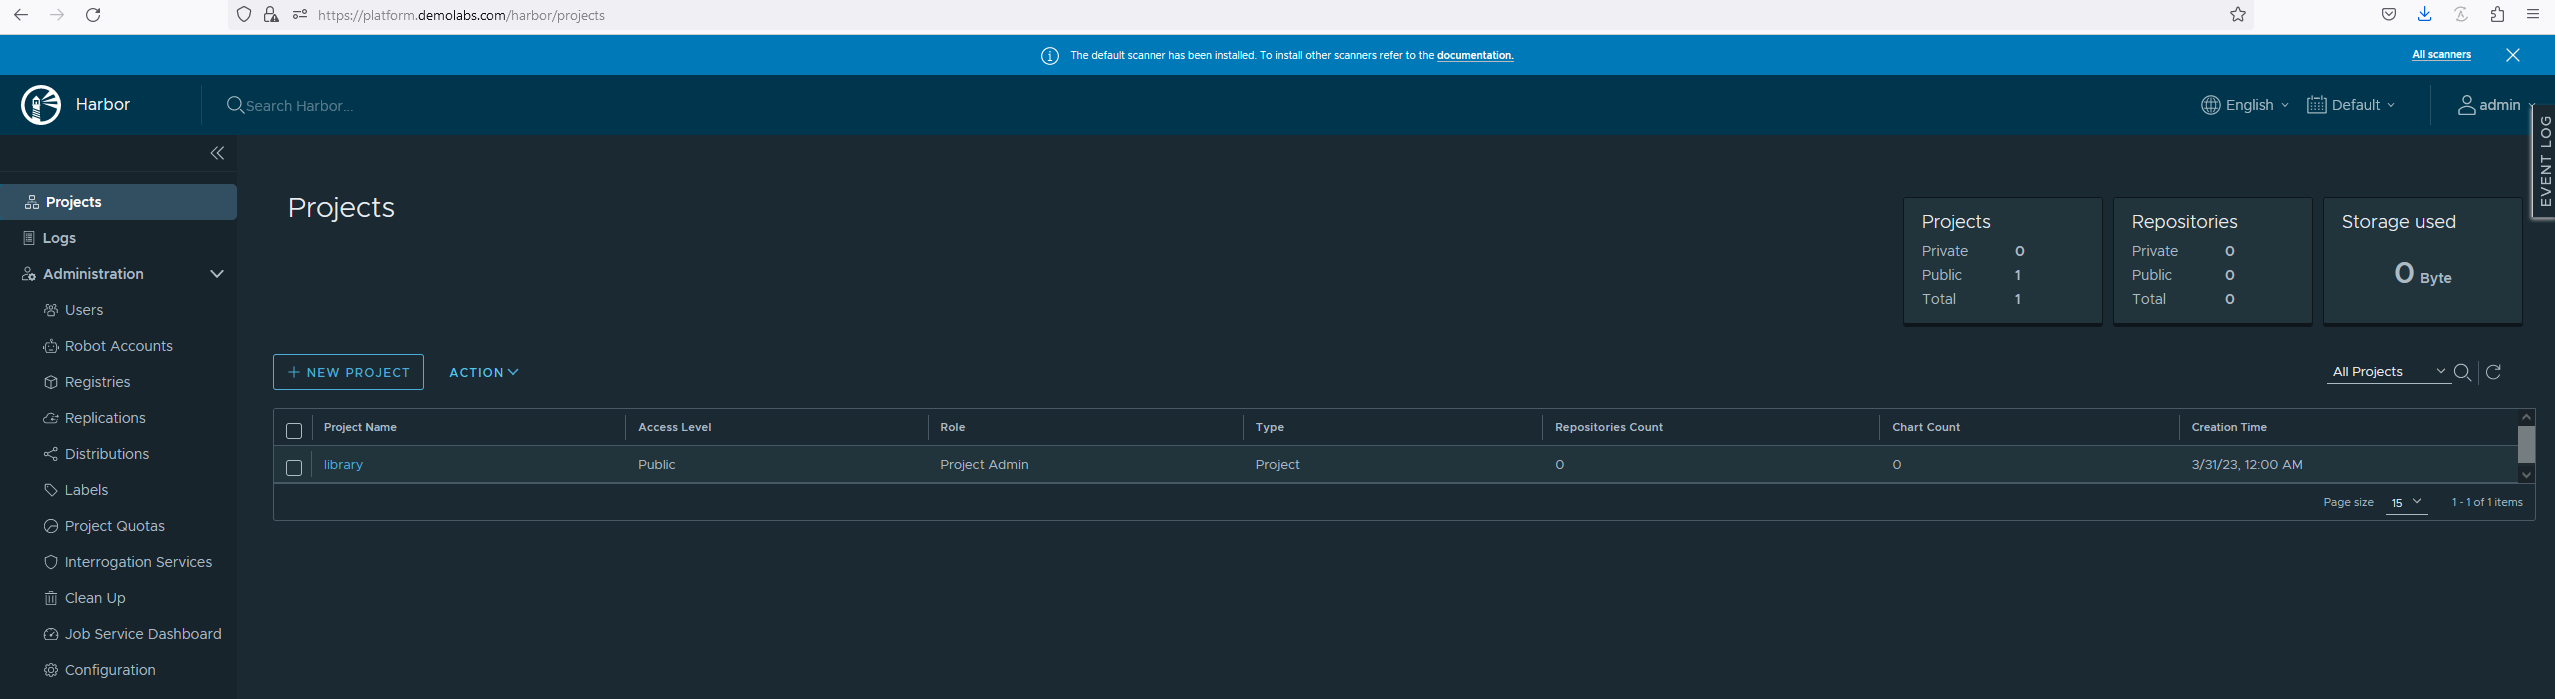 https://platform.demolabs.com/harbor/projects
The default scanner has been installed. To install other scanners refer to the documentation.
All scanners
Harbor
Search Harbor...
English
Default
admin
EVENT LOG
Projects
Logs
Administration
Users
Robot Accounts
Registries
Replications
Distributions
Labels
Project Quotas
Interrogation Services
Clean Up
Job Service Dashboard
Configuration
Projects
Projects
Private 0
Public 1
Total 1
Repositories
Private 0
Public 0
Total 0
Storage used
0 Byte
+ NEW PROJECT
ACTION
All Projects
Project Name Access Level Role Type Repositories Count Chart Count Creation Time
library Public Project Admin Project 0 0 3/31/23, 12:00 AM
Page size 15 1 - 1 of 1 items